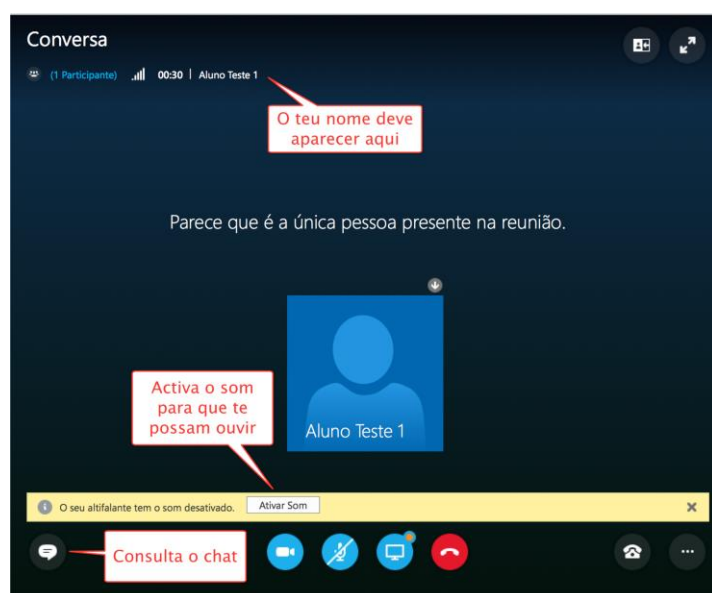 Conversa
(1 Participante) 00:30 | Aluno Teste 1
O teu nome deve
aparecer aqui
Parece que é a única pessoa presente na reunião.
Activa o som
para que te
possam ouvir
Aluno Teste 1
O seu altifalante tem o som desativado. Ativar Som
Consulta o chat